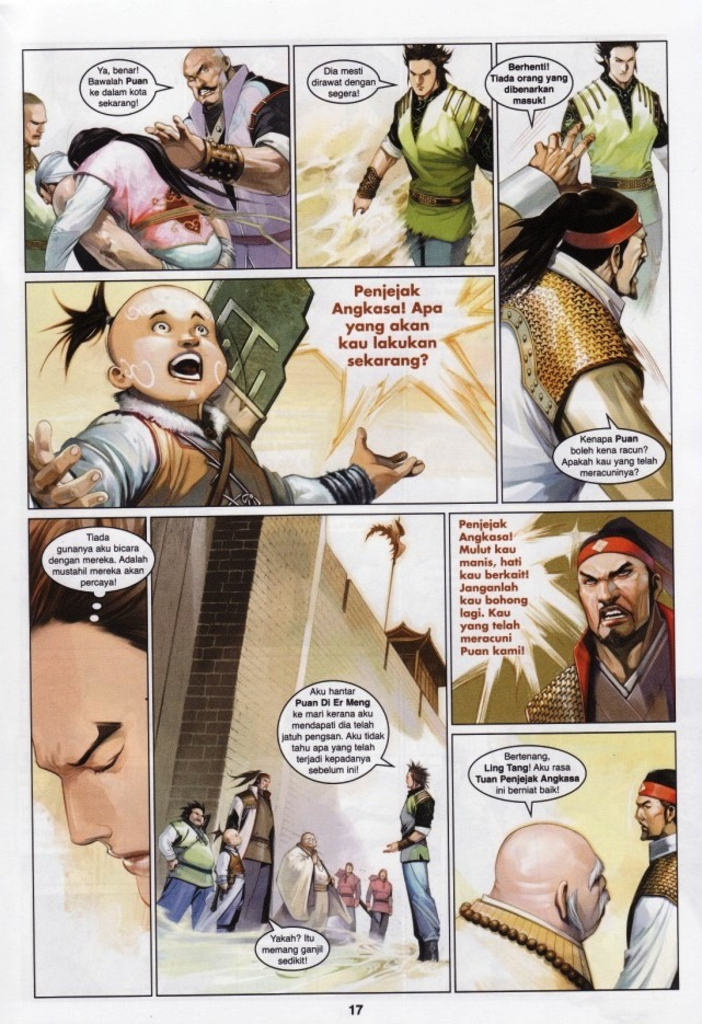 Ya, benar!
Bawalah Puan
ke dalam kota
sekarang!
Dia mesti
dirawat dengan
segera!
Berhenti!
Tiada orang yang
dibenarkan
masuk!
Kenapa Puan
boleh kena racun?
Apakah kau yang telah
meracuninya?
Penjejak
Angkasa! Apa
yang akan
kau lakukan
sekarang?
Tiada
gunanya aku bicara
dengan mereka. Adalah
mustahil mereka akan
percaya!
Aku hantar
Puan Di Er Meng
ke mari kerana aku
mendapati dia telah
jatuh pengsan. Aku tidak
tahu apa yang telah
terjadi kepadanya
sebelum ini!
Yakah? Itu
memang ganjil
sedikit!
Penjejak
Angkasa!
Mulut kau
manis, hati
kau berkait!
Janganlah
kau bohong
lagi. Kau
yang telah
meracuni
Puan kami!
Bertenang,
Ling Tang! Aku rasa
Tuan Penjejak Angkasa
ini berniat baik!
17